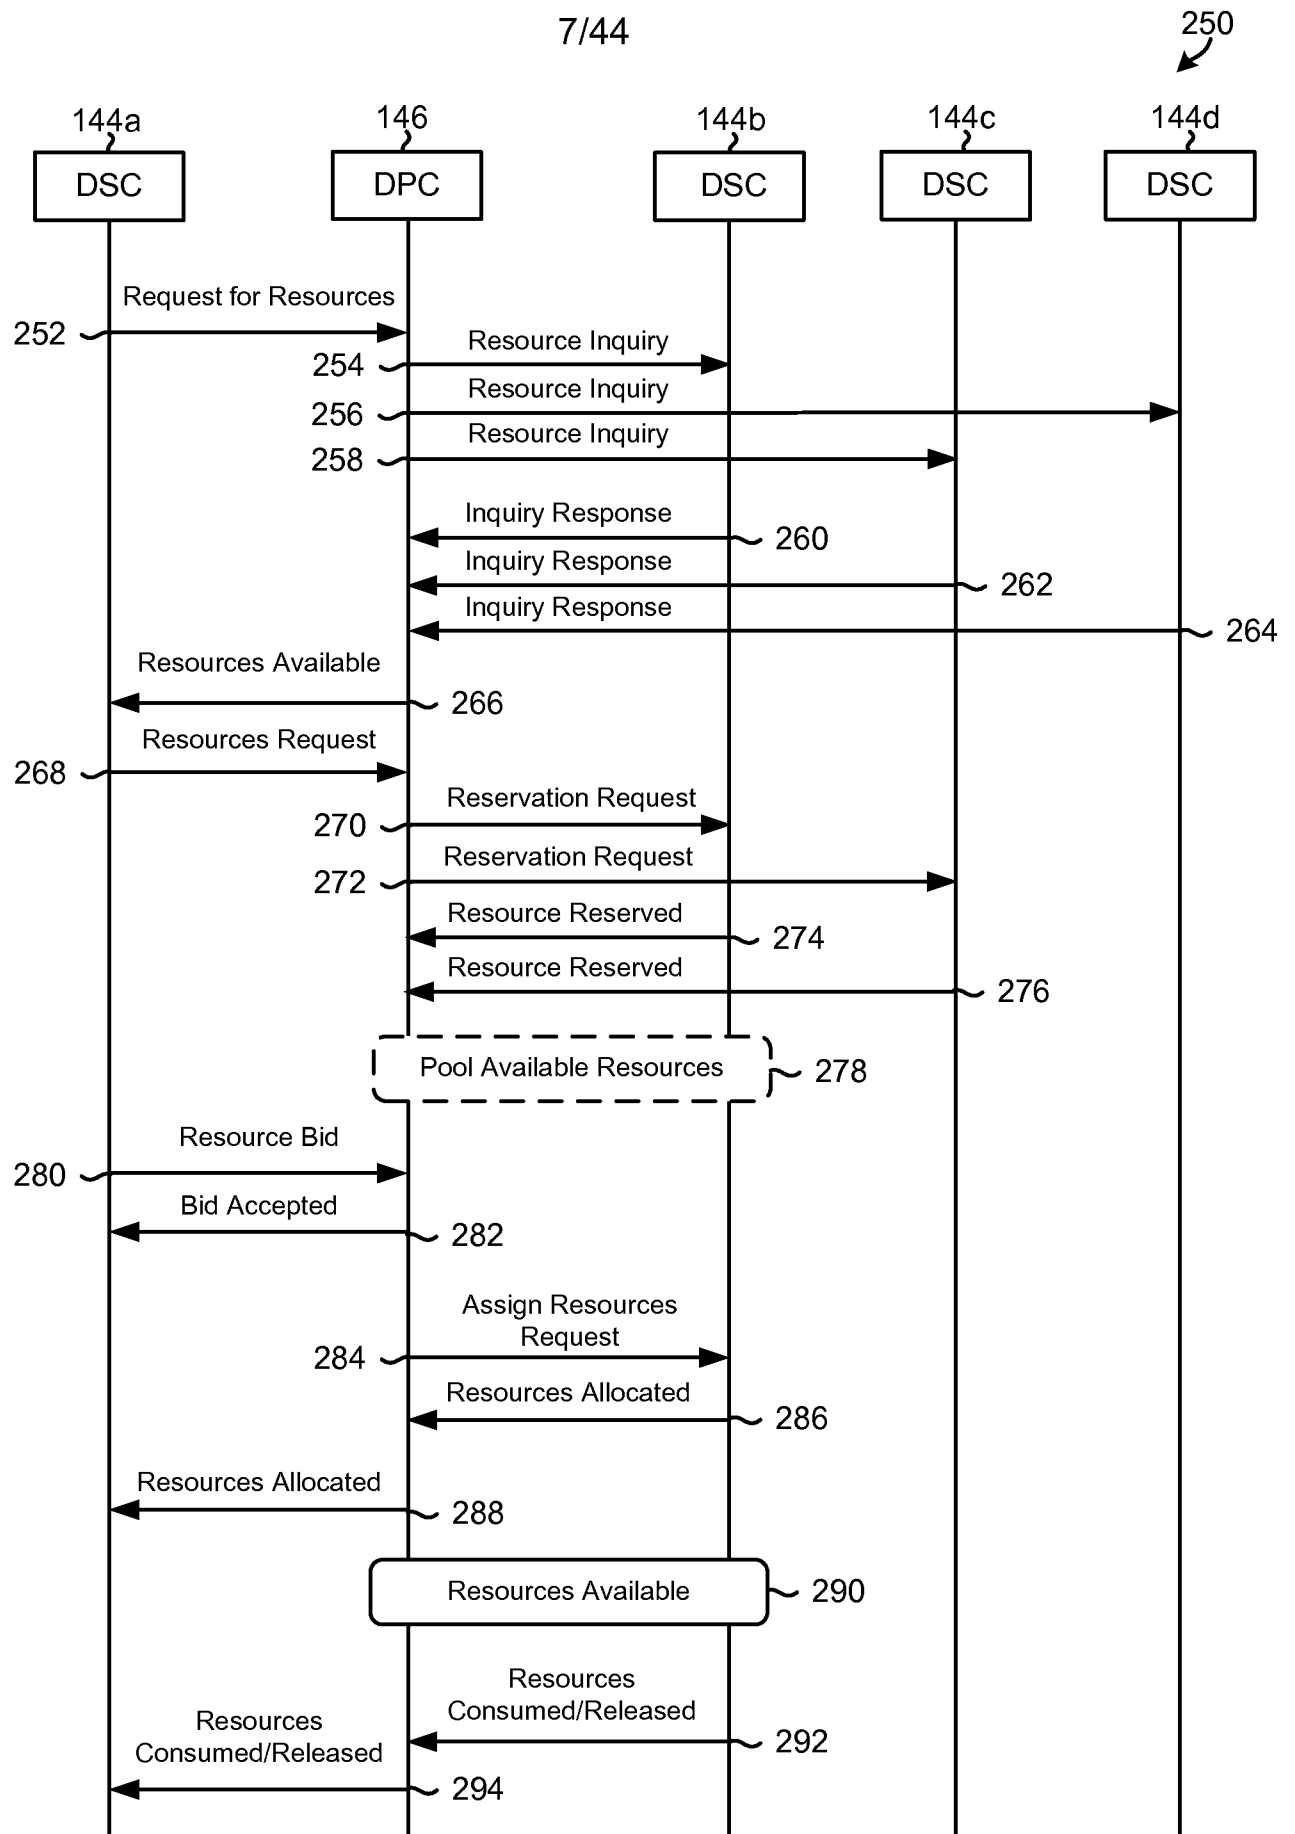 7/44
250
144a
146
144b
144c
144d
DSC
DPC
DSC
DSC
DSC
Request for Resources
252
Resource Inquiry
254
Resource Inquiry
256
Resource Inquiry
258
Inquiry Response
260
Inquiry Response
262
Inquiry Response
264
Resources Available
266
Resources Request
268
Reservation Request
270
Reservation Request
272
Resource Reserved
274
Resource Reserved
276
Pool Available Resources
278
Resource Bid
280
Bid Accepted
282
Assign Resources
Request
284
Resources Allocated
286
Resources Allocated
288
Resources Available
290
Resources
Consumed/Released
292
Resources
Consumed/Released
294